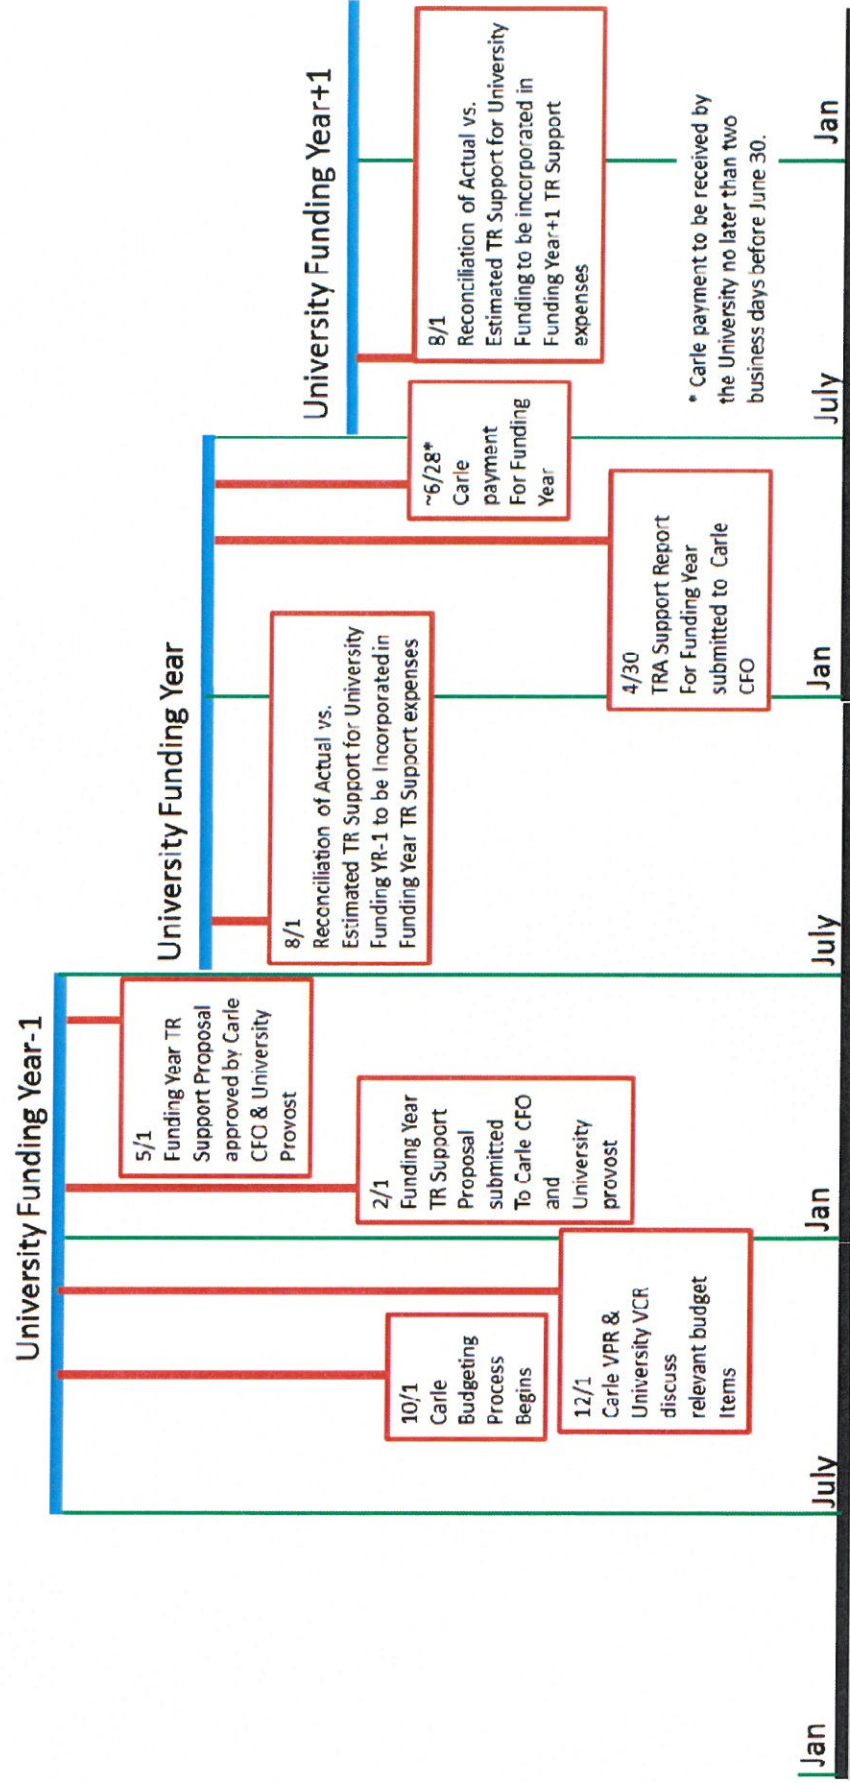 University Funding Year-1
10/1
Carle
Budgeting
Process
Begins
12/1
Carle VPR &
University VCR
discuss
relevant budget
Items
2/1
Funding Year
TR Support
Proposal
submitted
To Carle CFO
and
University
provost
5/1
Funding Year TR
Support Proposal
approved by Carle
CFO & University
Provost
University Funding Year
8/1
Reconciliation of Actual vs.
Estimated TR Support for University
Funding YR-1 to be Incorporated in
Funding Year TR Support expenses
4/30
TRA Support Report
For Funding Year
submitted to Carle
CFO
~6/28*
Carle
payment
For Funding
Year
University Funding Year+1
8/1
Reconciliation of Actual vs.
Estimated TR Support for University
Funding to be incorporated in
Funding Year+1 TR Support
expenses
* Carle payment to be received by
the University no later than two
business days before June 30.
Jan
July
Jan
July
Jan
July
Jan